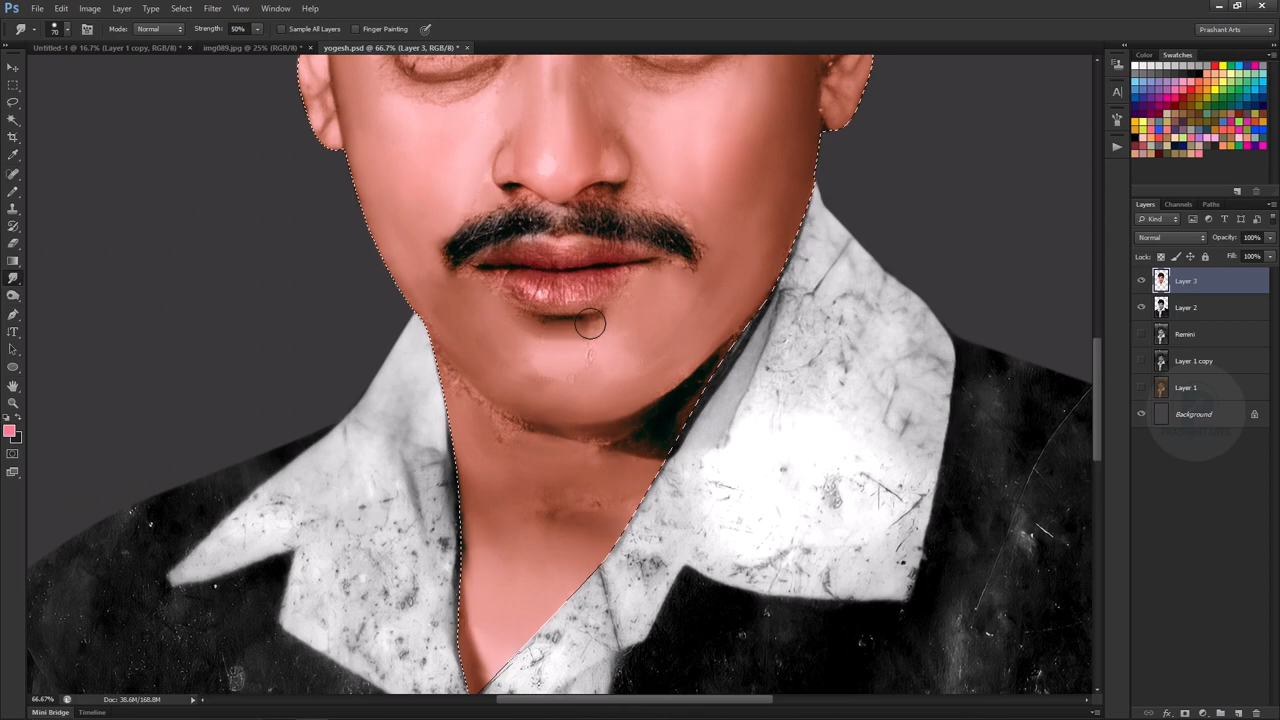 Ps File Edit Image Layer Type Select Filter 3D View Window Help
70 Mode: Normal Strength: 50% Sample All Layers Finger Painting Prashant Arts
Untitled-1 @ 16.7% (Layer 1 copy, RGB/8) * × img089.jpg @ 25% (RGB/8) * × yogesh.psd @ 66.7% (Layer 3, RGB/8) * ×
Color Swatches
Layers Channels Paths
Kind
Normal Opacity: 100%
Lock: Fill: 100%
Layer 3
Layer 2
Remini
Layer 1 copy
Layer 1
Background
66.67% Doc: 38.6M/168.8M
Mini Bridge Timeline